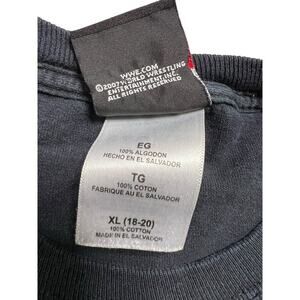 WWE.COM
©2007 WORLD WRESTLING
ENTERTAINMENT INC.
ALL RIGHTS RESERVED
EG
100% ALGODON
HECHO EN EL SALVADOR
TG
100% COTON
FABRIQUE AU EL SALVADOR
XL (18-20)
100% COTTON
MADE IN EL SALVADOR